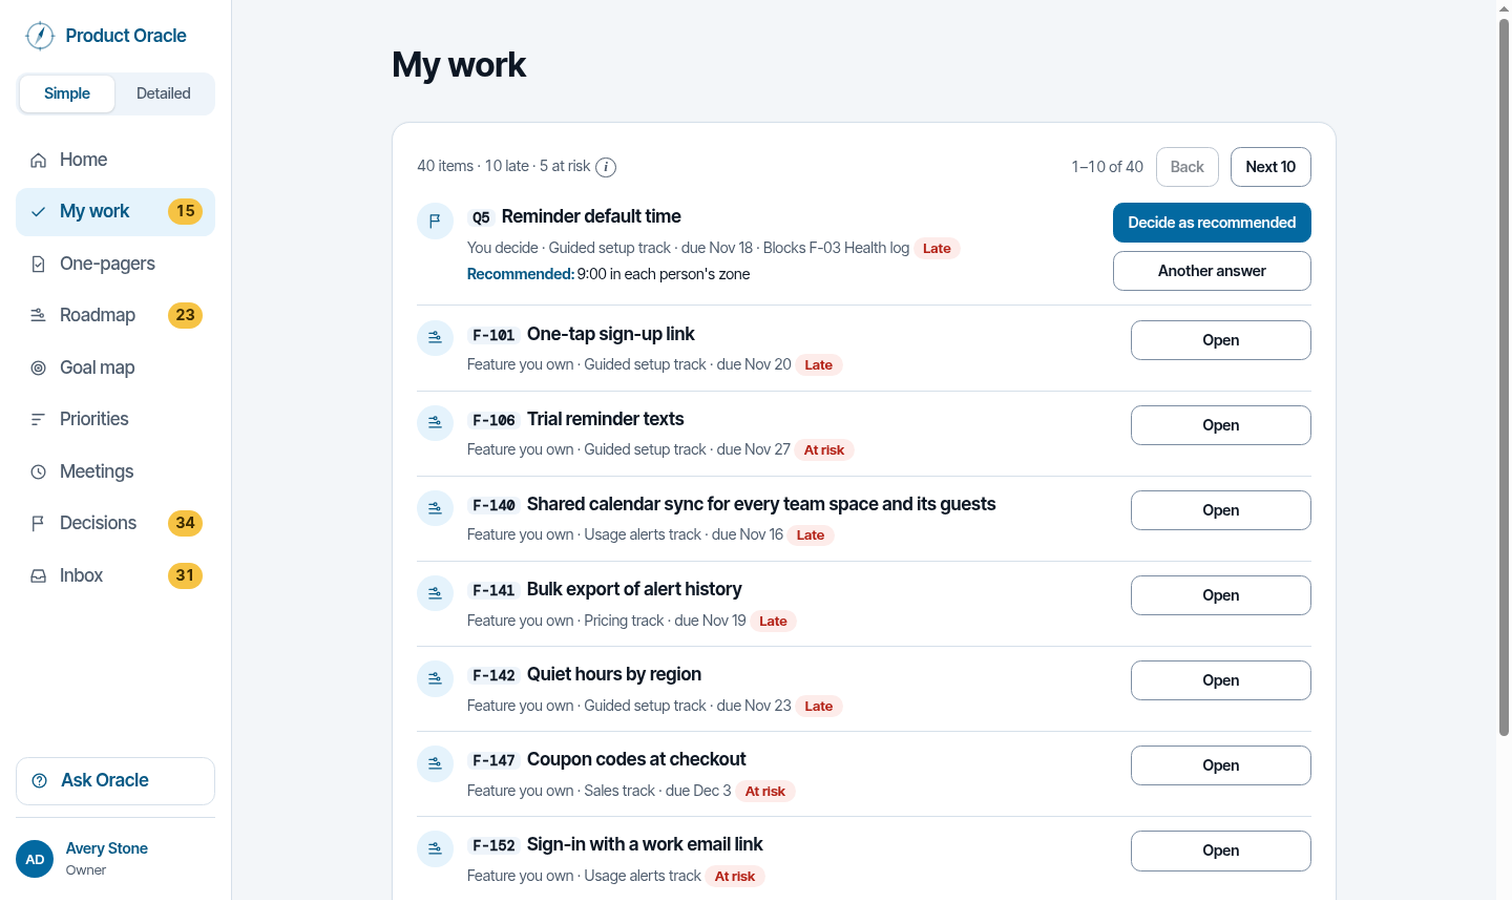 Product Oracle
Simple Detailed
Home
My work 15
One-pagers
Roadmap 23
Goal map
Priorities
Meetings
Decisions 34
Inbox 31
Ask Oracle
AD Avery Stone
Owner
My work
40 items · 10 late · 5 at risk i 1–10 of 40 Back Next 10
Q5 Reminder default time Decide as recommended
You decide · Guided setup track · due Nov 18 · Blocks F-03 Health log Late
Recommended: 9:00 in each person's zone Another answer
F-101 One-tap sign-up link Open
Feature you own · Guided setup track · due Nov 20 Late
F-106 Trial reminder texts Open
Feature you own · Guided setup track · due Nov 27 At risk
F-140 Shared calendar sync for every team space and its guests Open
Feature you own · Usage alerts track · due Nov 16 Late
F-141 Bulk export of alert history Open
Feature you own · Pricing track · due Nov 19 Late
F-142 Quiet hours by region Open
Feature you own · Guided setup track · due Nov 23 Late
F-147 Coupon codes at checkout Open
Feature you own · Sales track · due Dec 3 At risk
F-152 Sign-in with a work email link Open
Feature you own · Usage alerts track At risk